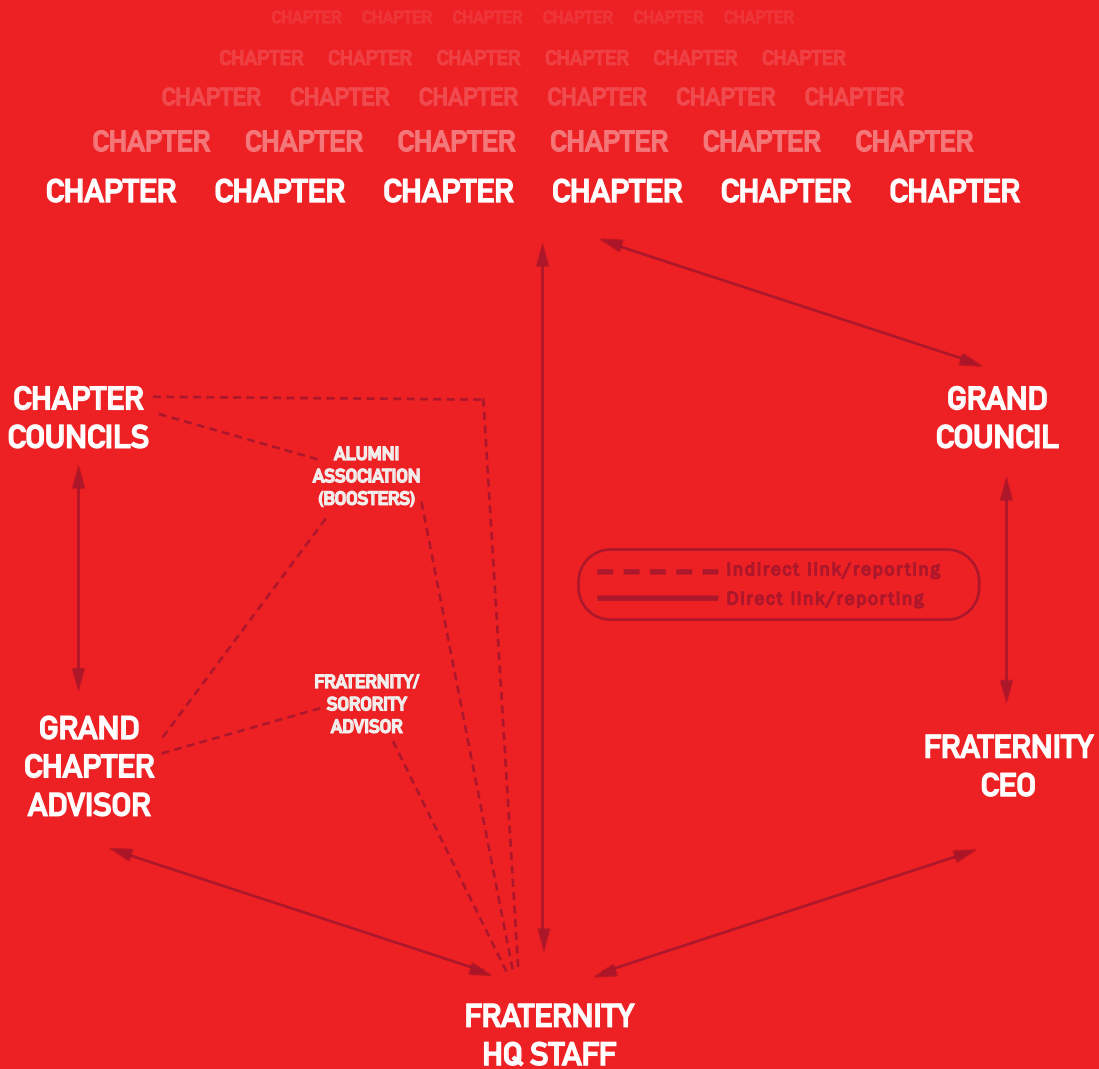 CHAPTER CHAPTER CHAPTER CHAPTER CHAPTER CHAPTER
CHAPTER CHAPTER CHAPTER CHAPTER CHAPTER CHAPTER
CHAPTER CHAPTER CHAPTER CHAPTER CHAPTER CHAPTER
CHAPTER CHAPTER CHAPTER CHAPTER CHAPTER CHAPTER
CHAPTER CHAPTER CHAPTER CHAPTER CHAPTER CHAPTER
CHAPTER
COUNCILS
ALUMNI
ASSOCIATION
(BOOSTERS)
GRAND
COUNCIL
Indirect link/reporting
Direct link/reporting
GRAND
CHAPTER
ADVISOR
FRATERNITY/
SORORITY
ADVISOR
FRATERNITY
CEO
FRATERNITY
HQ STAFF